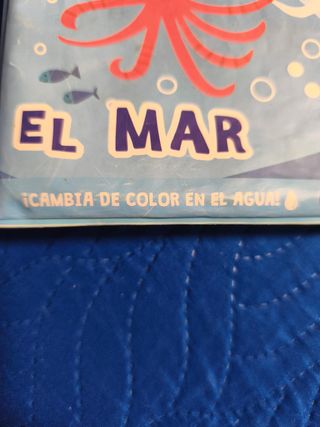 EL MAR
¡CAMBIA DE COLOR EN EL AGUA!